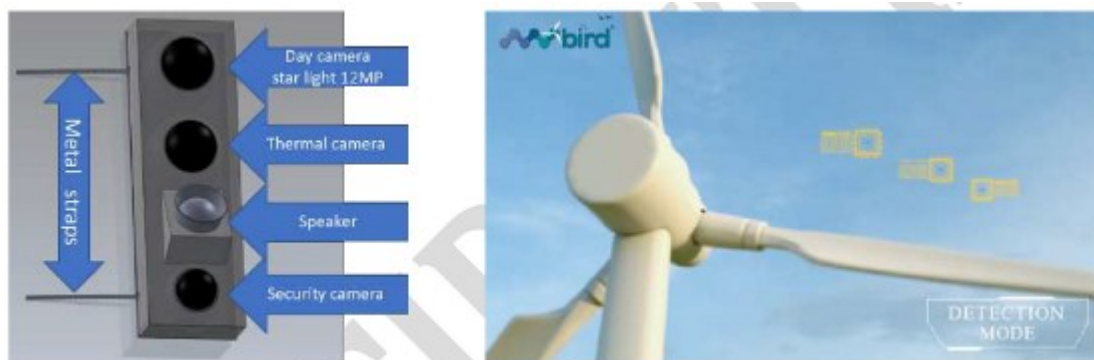 Day camera
star light 12MP
Thermal camera
Metal straps
Speaker
Security camera
bird
DETECTION
MODE